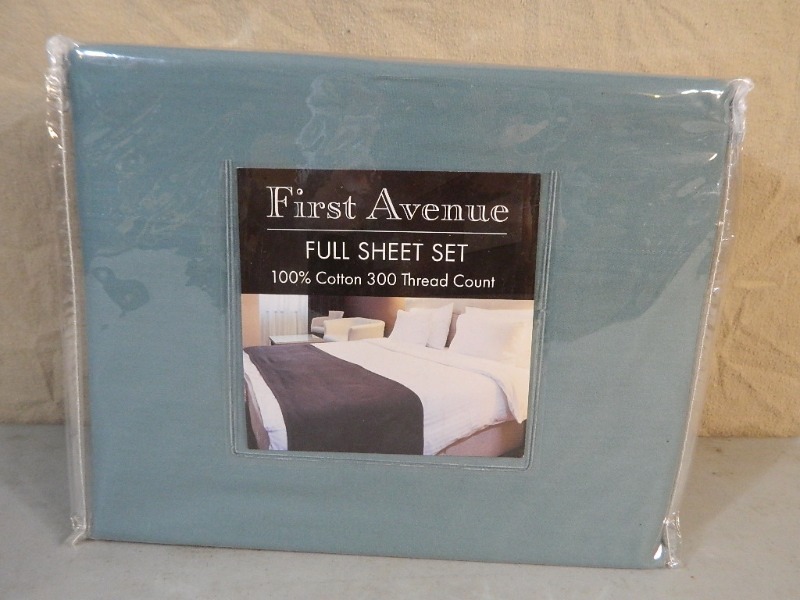 First Avenue
FULL SHEET SET
100% Cotton 300 Thread Count